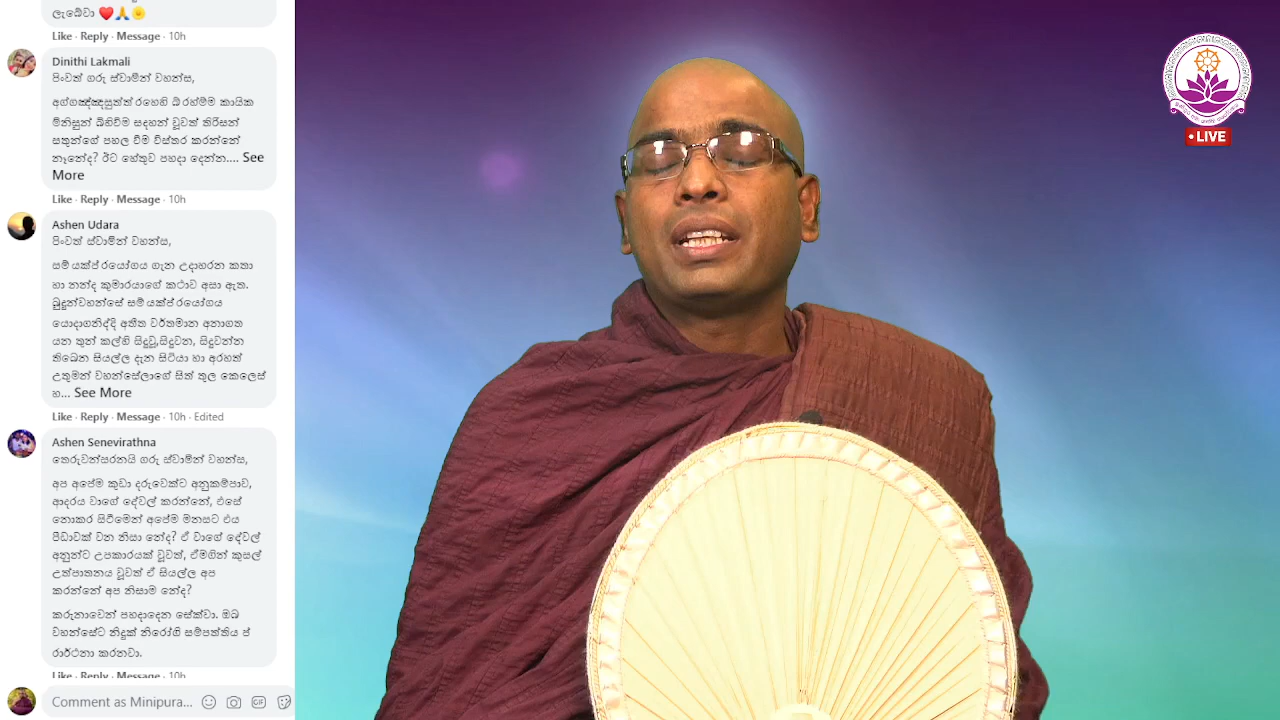 ලැබේවා ❤️🙏🌞
Like · Reply · Message · 10h
Dinithi Lakmali
පිංවත් ගරු ස්වාමින් වහන්ස,
අග්ගඤ්ඤසුත්ත්‍රහෙහි බ්‍රහ්ම්ම කායික
මිනිසුන් බිහිවීම සඳහන් වූවත් තිරිසන්
සතුන්ගේ පහල වීම විස්තර කරන්නේ
නැනේද? ඊට හේතුව පහදා දෙන්න.... See
More
Like · Reply · Message · 10h
Ashen Udara
පිංවත් ස්වාමින් වහන්ස,
සම් යක්ප්‍රයෝගය ගැන උදාහරන කතා
හා නන්ද කුමාරයාගේ කථාව අසා ඇත.
බුදුන්වහන්සේ සම් යක්ප්‍රයෝගය
යොදාගනිද්දි අතීත වර්තමාන අනාගත
යන තුන් කල්හි සිදුවූ,සිදුවන, සිදුවන්න
තිබෙන සියල්ල දැන සිටියා හා අරහත්
උතුමන් වහන්සේලාගේ සිත් තුල කෙලෙස්
හ... See More
Like · Reply · Message · 10h · Edited
Ashen Senevirathna
තෙරුවන්සරනයි ගරු ස්වාමින් වහන්ස,
අප අපේම කුඩා දරුවෙක්ට අනුකම්පාව,
ආදරය වාගේ දේවල් කරන්නේ, එසේ
නොකර සිටීමෙන් අපේම මනසට එය
පීඩාවක් වන නිසා නේද? ඒ වාගේ දේවල්
අනුන්ට උපකාරයක් වූවත්, ඒමගින් කුසල්
උත්පාතනය වූවත් ඒ සියල්ල අප
කරන්නේ අප නිසාම නේද?
කරුනාවෙන් පහදාදෙන සේක්වා. ඔබ
වහන්සේට නිදුක් නිරෝගි සම්පත්තිය ප්
රාර්ථනා කරනවා.
Like · Reply · Message · 10h
Comment as Minipura...
GIF
• LIVE